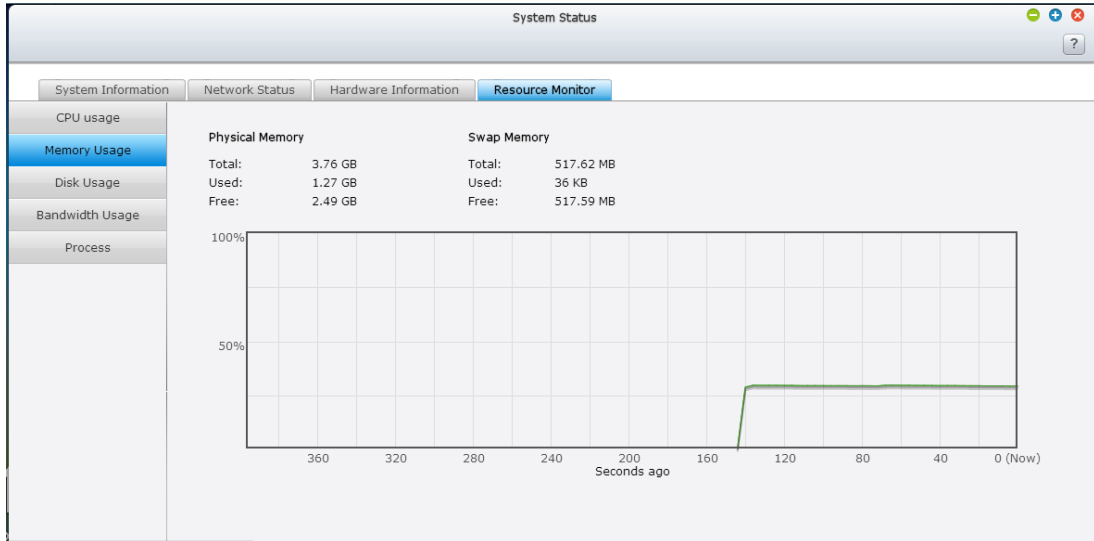 System Status
?
System Information Network Status Hardware Information Resource Monitor
CPU usage
Memory Usage
Disk Usage
Bandwidth Usage
Process
Physical Memory
Total: 3.76 GB
Used: 1.27 GB
Free: 2.49 GB
Swap Memory
Total: 517.62 MB
Used: 36 KB
Free: 517.59 MB
100%
50%
360 320 280 240 200 160 120 80 40 0 (Now)
Seconds ago